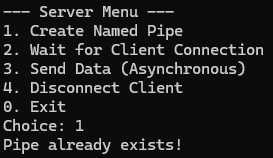 --- Server Menu ---
1. Create Named Pipe
2. Wait for Client Connection
3. Send Data (Asynchronous)
4. Disconnect Client
0. Exit
Choice: 1
Pipe already exists!